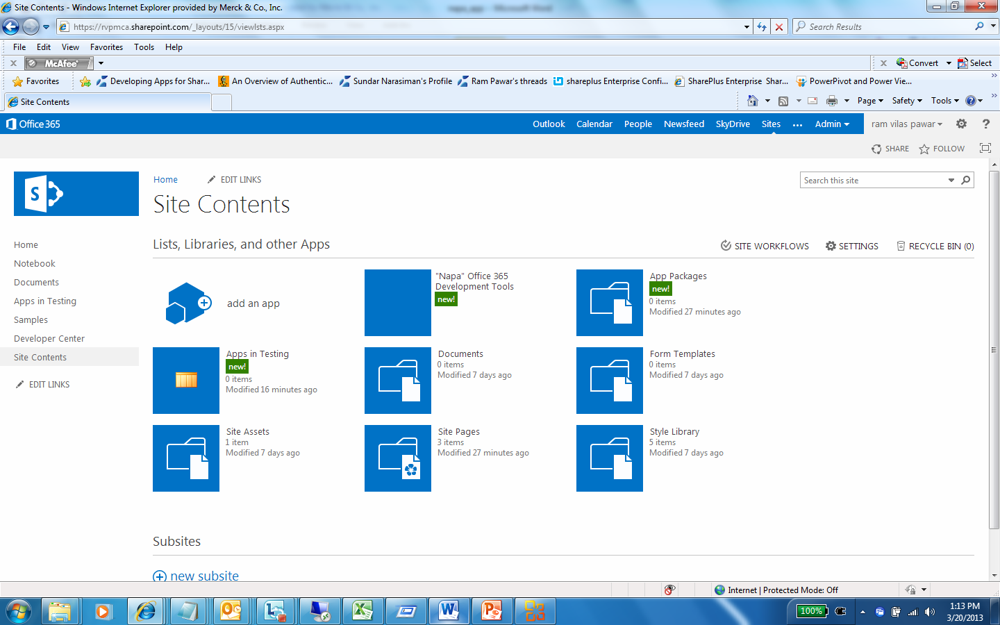 Site Contents - Windows Internet Explorer provided by Merck & Co., Inc.
https://rvpmca.sharepoint.com/_layouts/15/viewlsts.aspx
Search Results
File Edit View Favorites Tools Help
McAfee
Convert Select
Favorites Developing Apps for Shar... An Overview of Authentic... Sundar Narasiman's Profile Ram Pawar's threads shareplus Enterprise Confi... SharePlus Enterprise Shar... PowerPivot and Power Vie...
Site Contents
Page Safety Tools
Office 365
Outlook Calendar People Newsfeed SkyDrive Sites ... Admin ram vilas pawar ?
SHARE FOLLOW
S
Home EDIT LINKS
Search this site
Site Contents
Home
Notebook
Documents
Apps in Testing
Samples
Developer Center
Site Contents
EDIT LINKS
Lists, Libraries, and other Apps
SITE WORKFLOWS SETTINGS RECYCLE BIN (0)
add an app
"Napa" Office 365
Development Tools
new!
App Packages
new!
0 items
Modified 27 minutes ago
Apps in Testing
new!
0 items
Modified 16 minutes ago
Documents
0 items
Modified 7 days ago
Form Templates
0 items
Modified 7 days ago
Site Assets
1 item
Modified 7 days ago
Site Pages
3 items
Modified 27 minutes ago
Style Library
5 items
Modified 7 days ago
Subsites
new subsite
Internet | Protected Mode: Off
100%
1:13 PM
3/20/2013